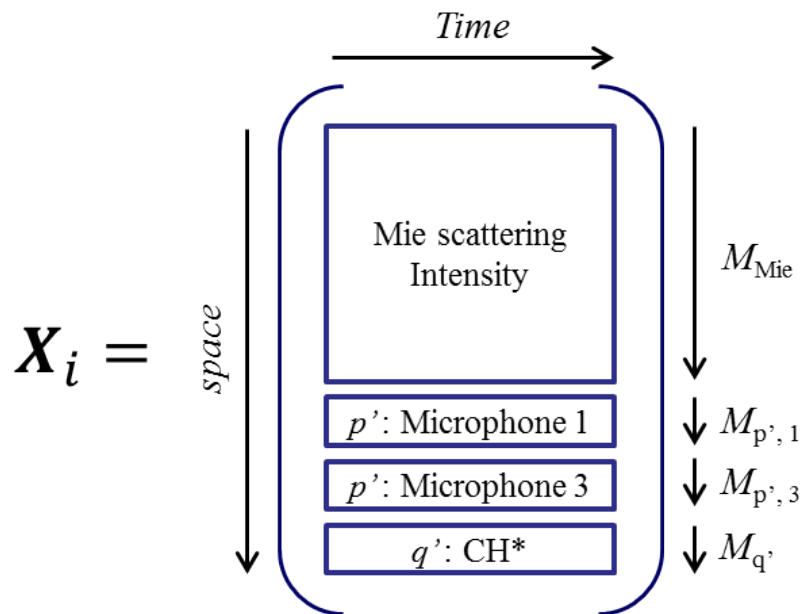 Time
Mie scattering
Intensity
M_Mie
X_i =
space
p’: Microphone 1
M_p’, 1
p’: Microphone 3
M_p’, 3
q’: CH*
M_q’